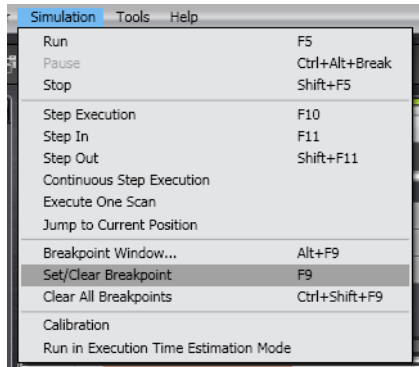 Simulation Tools Help
Run F5
Pause Ctrl+Alt+Break
Stop Shift+F5
Step Execution F10
Step In F11
Step Out Shift+F11
Continuous Step Execution
Execute One Scan
Jump to Current Position
Breakpoint Window... Alt+F9
Set/Clear Breakpoint F9
Clear All Breakpoints Ctrl+Shift+F9
Calibration
Run in Execution Time Estimation Mode